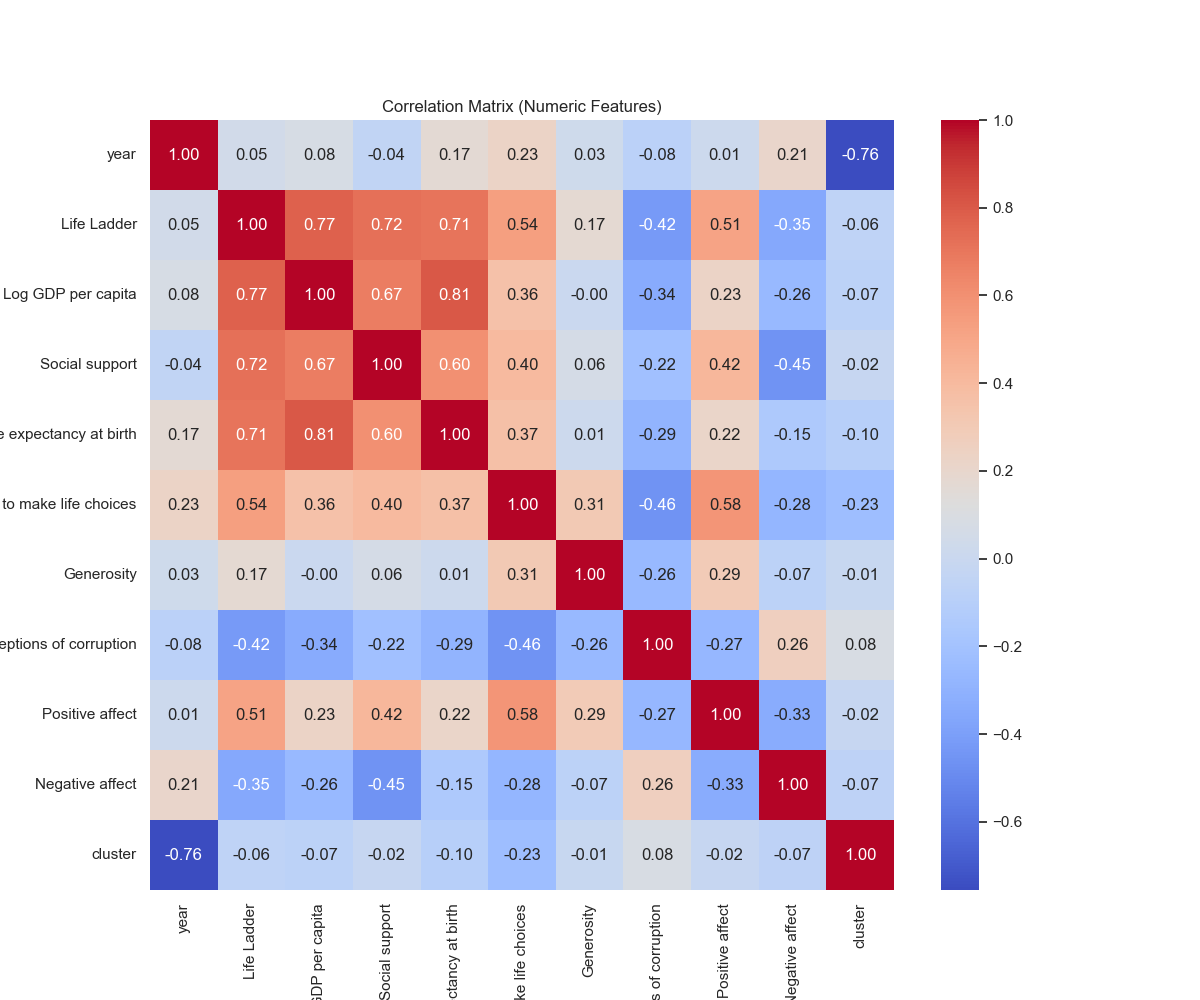 Correlation Matrix (Numeric Features)
year 1.00 0.05 0.08 -0.04 0.17 0.23 0.03 -0.08 0.01 0.21 -0.76
Life Ladder 0.05 1.00 0.77 0.72 0.71 0.54 0.17 -0.42 0.51 -0.35 -0.06
Log GDP per capita 0.08 0.77 1.00 0.67 0.81 0.36 -0.00 -0.34 0.23 -0.26 -0.07
Social support -0.04 0.72 0.67 1.00 0.60 0.40 0.06 -0.22 0.42 -0.45 -0.02
expectancy at birth 0.17 0.71 0.81 0.60 1.00 0.37 0.01 -0.29 0.22 -0.15 -0.10
to make life choices 0.23 0.54 0.36 0.40 0.37 1.00 0.31 -0.46 0.58 -0.28 -0.23
Generosity 0.03 0.17 -0.00 0.06 0.01 0.31 1.00 -0.26 0.29 -0.07 -0.01
eptions of corruption -0.08 -0.42 -0.34 -0.22 -0.29 -0.46 -0.26 1.00 -0.27 0.26 0.08
Positive affect 0.01 0.51 0.23 0.42 0.22 0.58 0.29 -0.27 1.00 -0.33 -0.02
Negative affect 0.21 -0.35 -0.26 -0.45 -0.15 -0.28 -0.07 0.26 -0.33 1.00 -0.07
cluster -0.76 -0.06 -0.07 -0.02 -0.10 -0.23 -0.01 0.08 -0.02 -0.07 1.00
year
Life Ladder
GDP per capita
Social support
ctancy at birth
ke life choices
Generosity
s of corruption
Positive affect
Negative affect
cluster
1.0
0.8
0.6
0.4
0.2
0.0
−0.2
−0.4
−0.6